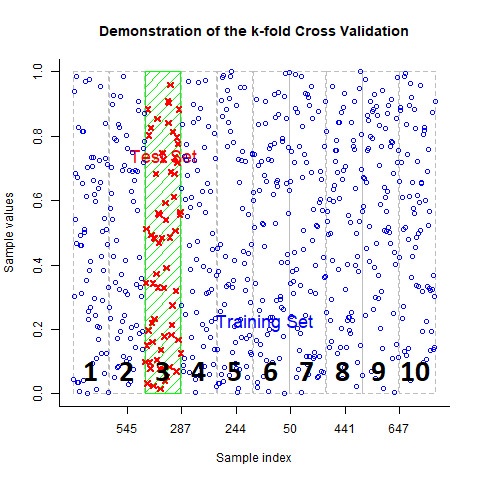 Demonstration of the k-fold Cross Validation
Sample values
1.0
0.8
0.6
0.4
0.2
0.0
Test Set
Training Set
1 2 3 4 5 6 7 8 9 10
545 287 244 50 441 647
Sample index